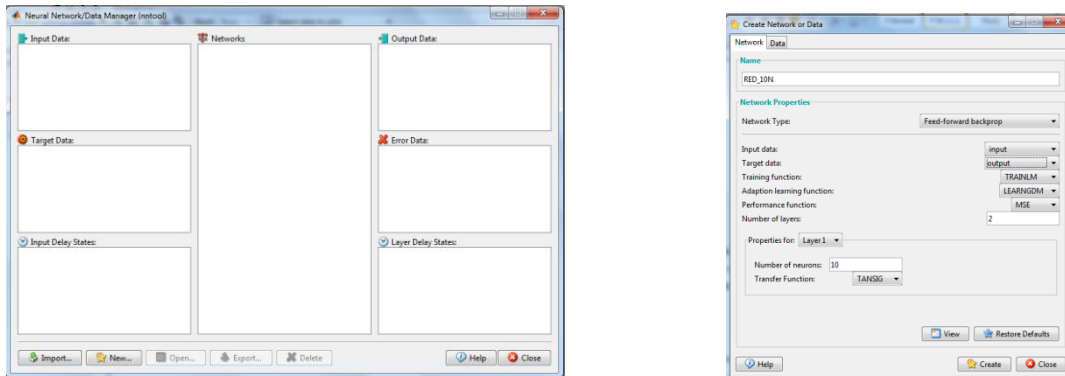 Neural Network/Data Manager (nntool)
Input Data:
Networks
Output Data:
Target Data:
Error Data:
Input Delay States:
Layer Delay States:
Import...
New...
Open...
Export...
Delete
Help
Close
Create Network or Data
Network
Data
Name
RED_10N
Network Properties
Network Type:
Feed-forward backprop
Input data:
input
Target data:
output
Training function:
TRAINLM
Adaption learning function:
LEARNGDM
Performance function:
MSE
Number of layers:
2
Properties for:
Layer 1
Number of neurons:
10
Transfer Function:
TANSIG
View
Restore Defaults
Help
Create
Close